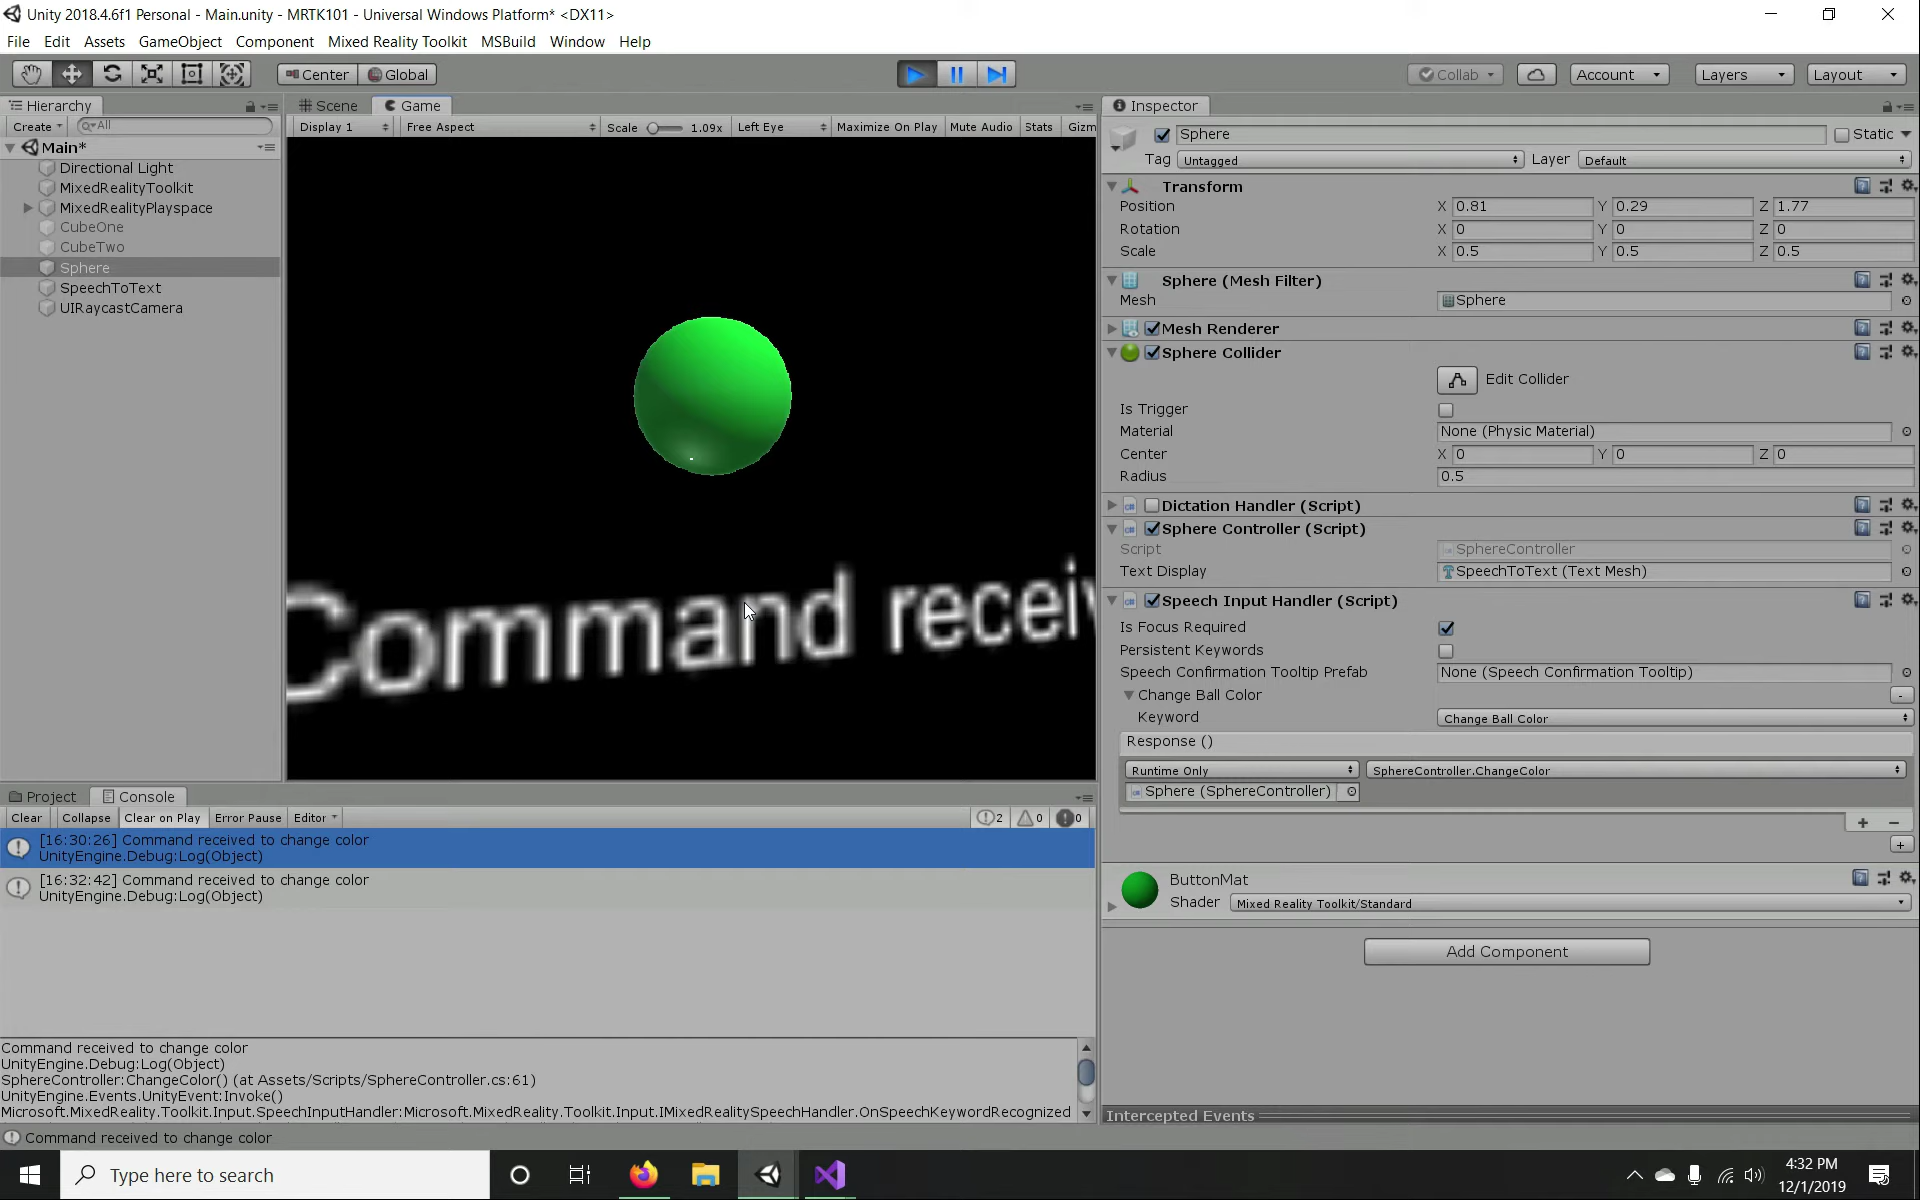 Unity 2018.4.6f1 Personal - Main.unity - MRTK101 - Universal Windows Platform* <DX11>
File Edit Assets GameObject Component Mixed Reality Toolkit MSBuild Window Help
Center Global
Collab Account Layers Layout
Hierarchy
Create All
Main*
Directional Light
MixedRealityToolkit
MixedRealityPlayspace
CubeOne
CubeTwo
Sphere
SpeechToText
UIRaycastCamera
Scene Game
Display 1 Free Aspect Scale 1.09x Left Eye Maximize On Play Mute Audio Stats Gizm
Command receiv
Inspector
Sphere Static
Tag Untagged Layer Default
Transform
Position X 0.81 Y 0.29 Z 1.77
Rotation X 0 Y 0 Z 0
Scale X 0.5 Y 0.5 Z 0.5
Sphere (Mesh Filter)
Mesh Sphere
Mesh Renderer
Sphere Collider
Edit Collider
Is Trigger
Material None (Physic Material)
Center X 0 Y 0 Z 0
Radius 0.5
Dictation Handler (Script)
Sphere Controller (Script)
Script SphereController
Text Display SpeechToText (Text Mesh)
Speech Input Handler (Script)
Is Focus Required
Persistent Keywords
Speech Confirmation Tooltip Prefab None (Speech Confirmation Tooltip)
Change Ball Color -
Keyword Change Ball Color
Response ()
Runtime Only SphereController.ChangeColor
Sphere (SphereController)
+ −
+
ButtonMat
Shader Mixed Reality Toolkit/Standard
Add Component
Intercepted Events
Project Console
Clear Collapse Clear on Play Error Pause Editor 2 0 0
[16:30:26] Command received to change color
UnityEngine.Debug:Log(Object)
[16:32:42] Command received to change color
UnityEngine.Debug:Log(Object)
Command received to change color
UnityEngine.Debug:Log(Object)
SphereController:ChangeColor() (at Assets/Scripts/SphereController.cs:61)
UnityEngine.Events.UnityEvent:Invoke()
Microsoft.MixedReality.Toolkit.Input.SpeechInputHandler:Microsoft.MixedReality.Toolkit.Input.IMixedRealitySpeechHandler.OnSpeechKeywordRecognized
Command received to change color
Type here to search
4:32 PM
12/1/2019